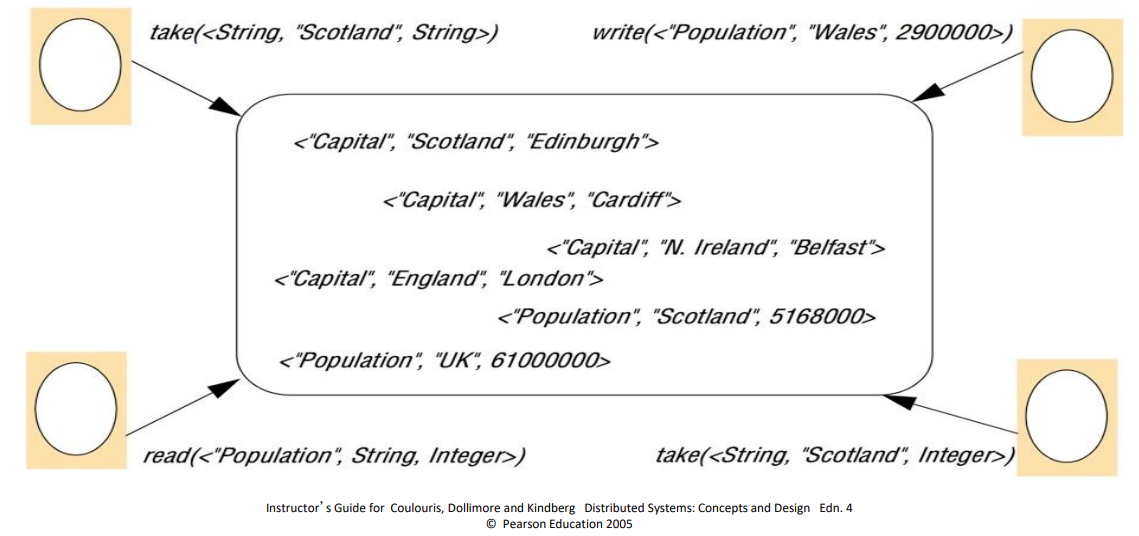 take(<String, "Scotland", String>)
write(<"Population", "Wales", 2900000>)
<"Capital", "Scotland", "Edinburgh">
<"Capital", "Wales", "Cardiff">
<"Capital", "N. Ireland", "Belfast">
<"Capital", "England", "London">
<"Population", "Scotland", 5168000>
<"Population", "UK", 61000000>
read(<"Population", String, Integer>)
take(<String, "Scotland", Integer>)
Instructor’s Guide for Coulouris, Dollimore and Kindberg Distributed Systems: Concepts and Design Edn. 4
© Pearson Education 2005